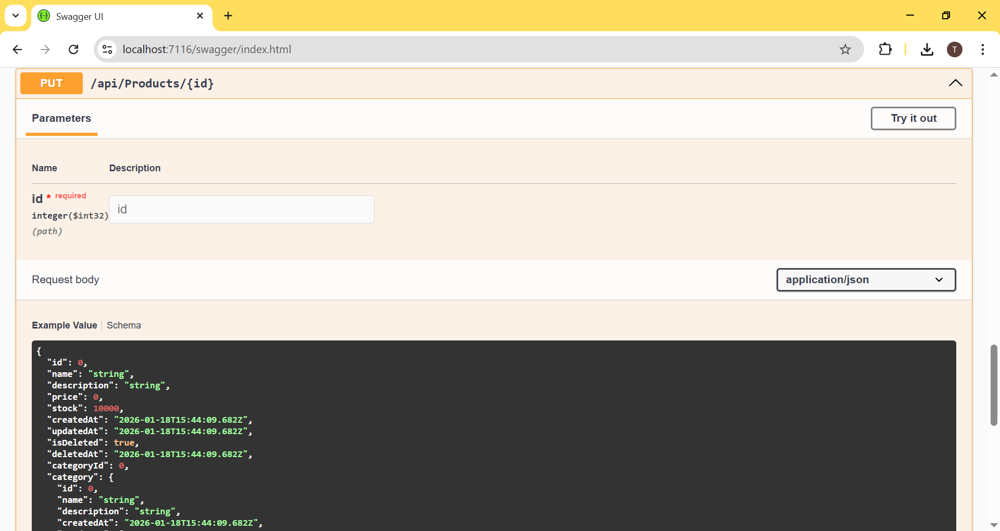 Swagger UI
localhost:7116/swagger/index.html
T
PUT /api/Products/{id}
Parameters
Try it out
Name Description
id * required
integer($int32)
(path)
id
Request body
application/json
Example Value Schema
{
"id": 0,
"name": "string",
"description": "string",
"price": 0,
"stock": 10000,
"createdAt": "2026-01-18T15:44:09.682Z",
"updatedAt": "2026-01-18T15:44:09.682Z",
"isDeleted": true,
"deletedAt": "2026-01-18T15:44:09.682Z",
"categoryId": 0,
"category": {
"id": 0,
"name": "string",
"description": "string",
"createdAt": "2026-01-18T15:44:09.682Z",